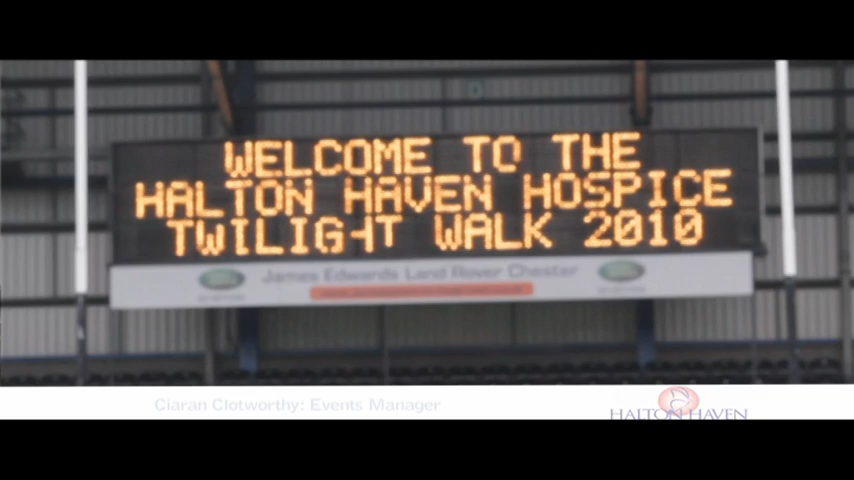 WELCOME TO THE
HALTON HAVEN HOSPICE
TWILIGHT WALK 2010
James Edwards Land Rover Chester
Ciaran Clotworthy: Events Manager
HALTON HAVEN